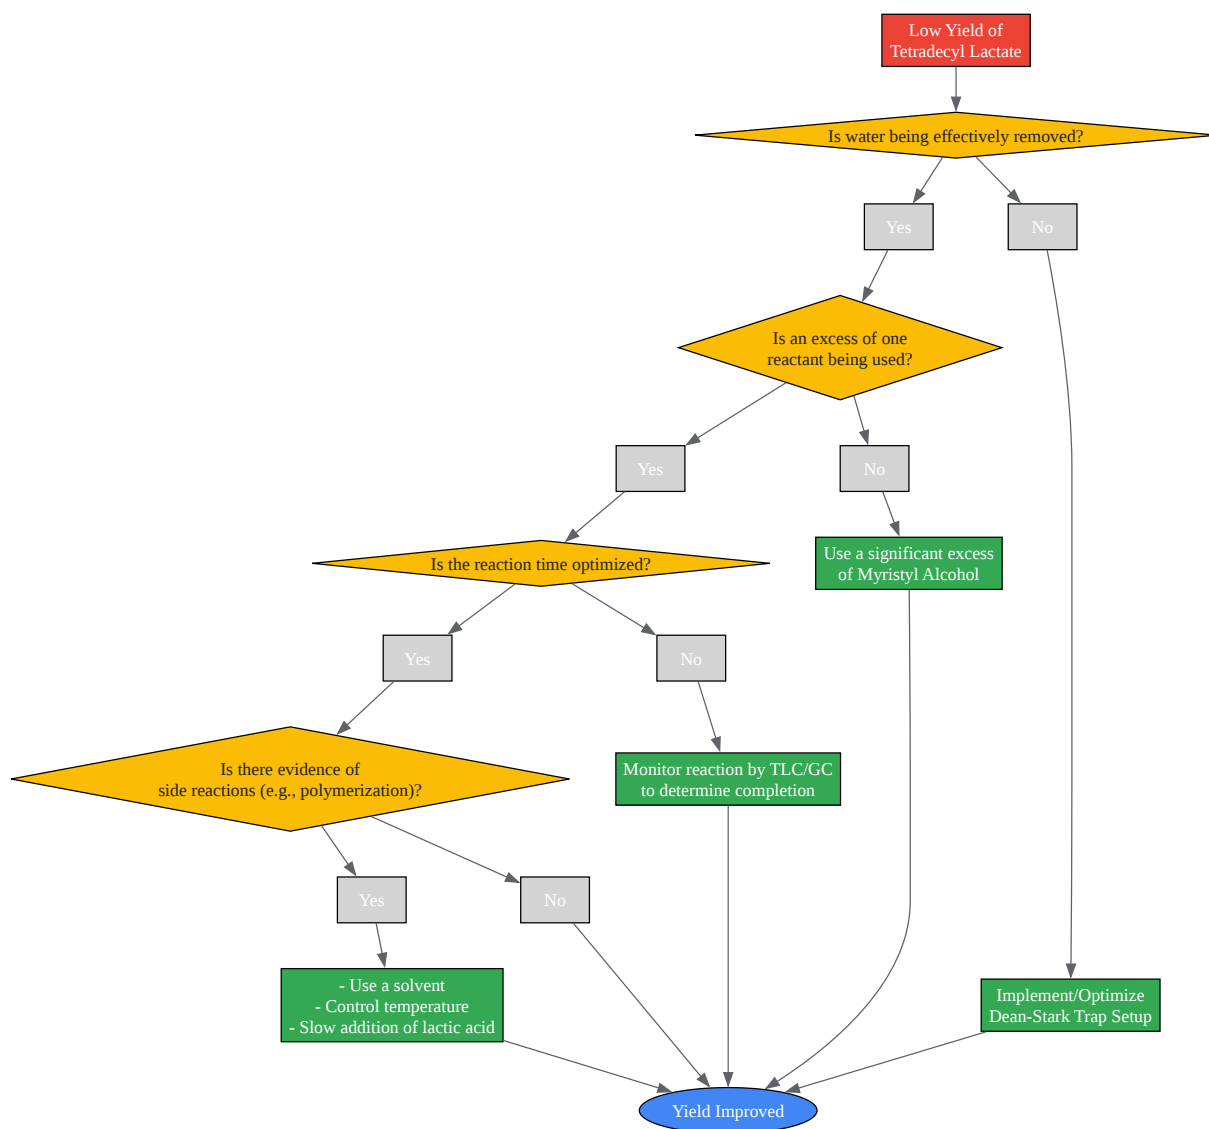 Low Yield of
Tetradecyl Lactate
Is water being effectively removed?
Yes
No
Is an excess of one
reactant being used?
Yes
No
Is the reaction time optimized?
Use a significant excess
of Myristyl Alcohol
Yes
No
Is there evidence of
side reactions (e.g., polymerization)?
Monitor reaction by TLC/GC
to determine completion
Yes
No
- Use a solvent
- Control temperature
- Slow addition of lactic acid
Implement/Optimize
Dean-Stark Trap Setup
Yield Improved